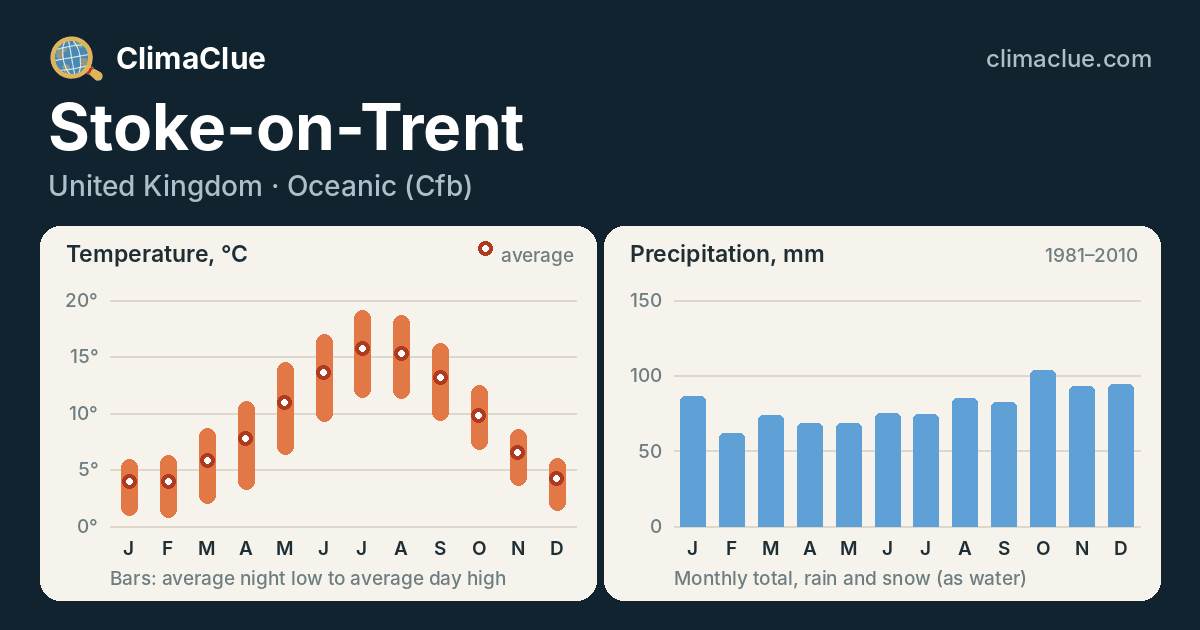 ClimaClue
climaclue.com
Stoke-on-Trent
United Kingdom · Oceanic (Cfb)
Temperature, °C
average
20°
15°
10°
5°
0°
J F M A M J J A S O N D
Bars: average night low to average day high
Precipitation, mm
1981–2010
150
100
50
0
J F M A M J J A S O N D
Monthly total, rain and snow (as water)